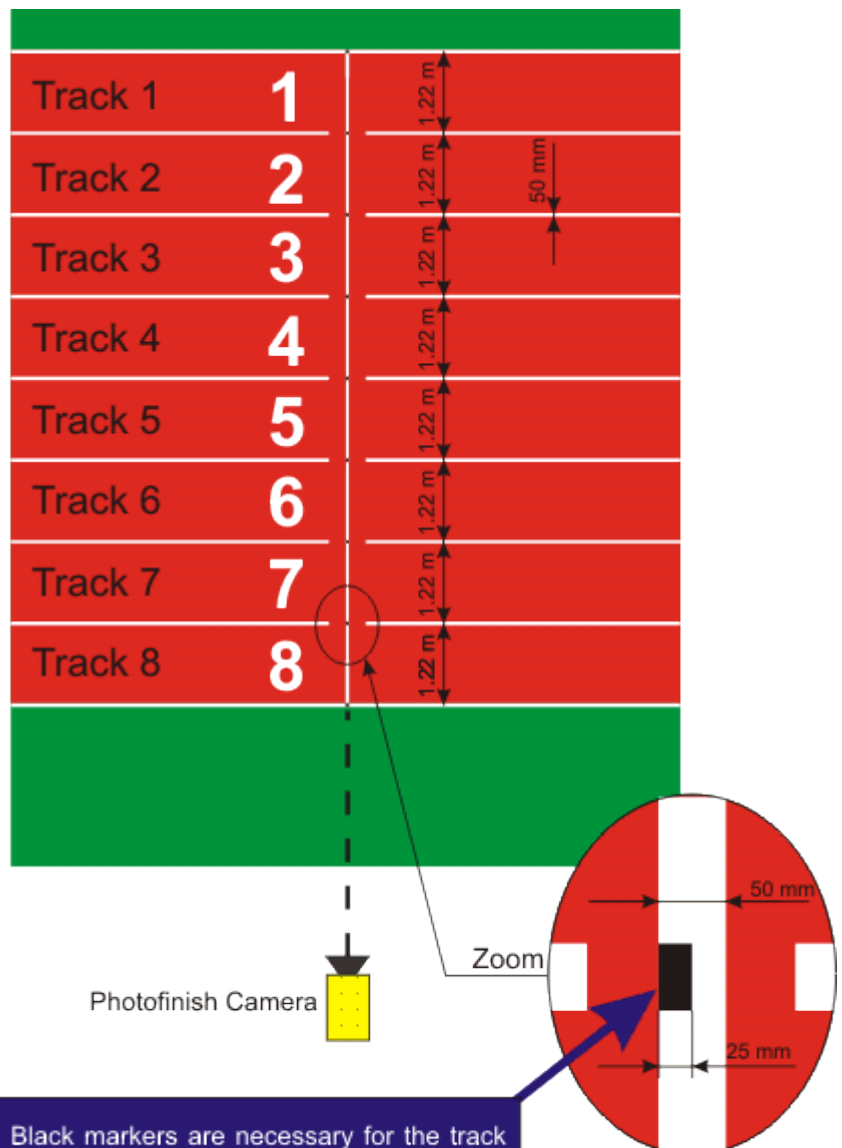 Track 1 1 1.22 m
Track 2 2 1.22 m 50 mm
Track 3 3 1.22 m
Track 4 4 1.22 m
Track 5 5 1.22 m
Track 6 6 1.22 m
Track 7 7 1.22 m
Track 8 8 1.22 m
50 mm
Zoom
Photofinish Camera
25 mm
Black markers are necessary for the track